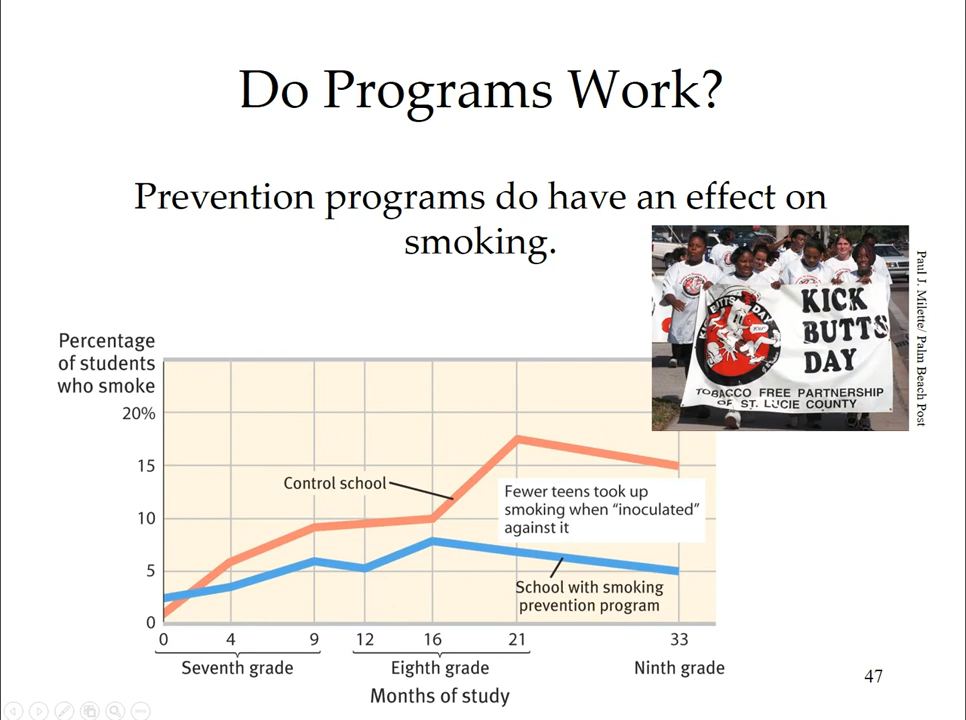 Do Programs Work?
Prevention programs do have an effect on
smoking.
KICK
BUTTS
DAY
TOBACCO FREE PARTNERSHIP
OF ST. LUCIE COUNTY
Paul J. Milette/ Palm Beach Post
Percentage
of students
who smoke
20%
15
10
5
0
Control school
Fewer teens took up
smoking when “inoculated”
against it
School with smoking
prevention program
0 4 9 12 16 21 33
Seventh grade Eighth grade Ninth grade
Months of study
47